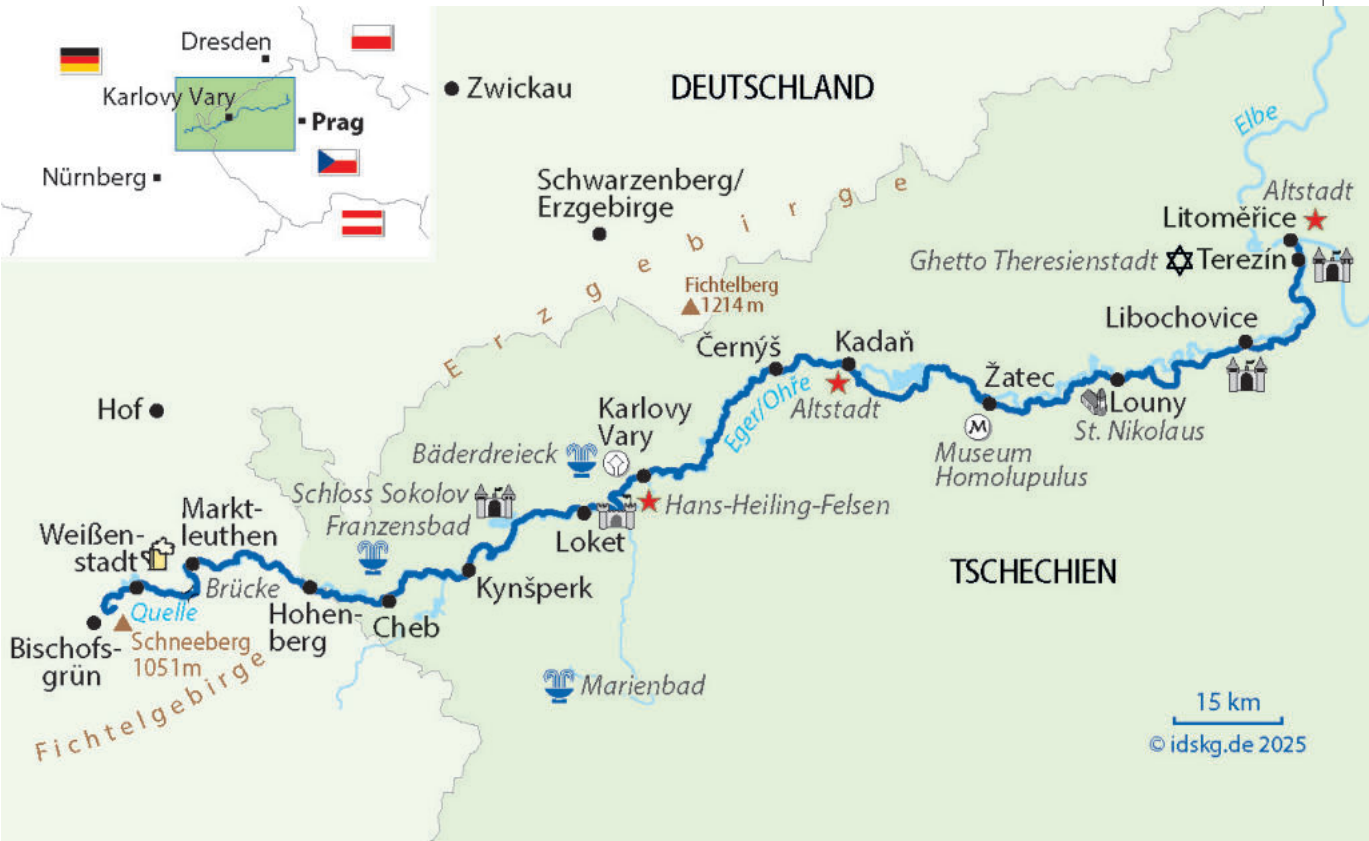 Dresden
Karlovy Vary
Prag
Nürnberg
Zwickau
DEUTSCHLAND
Elbe
Schwarzenberg/
Erzgebirge
Erzgebirge
Fichtelberg
1214 m
Altstadt
Litoměřice
Ghetto Theresienstadt
Terezín
Libochovice
Černýš
Kadaň
Altstadt
Eger/Ohře
Žatec
Louny
St. Nikolaus
M
Museum
Homolupulus
Hof
Karlovy
Vary
Bäderdreieck
Schloss Sokolov
Franzensbad
Hans-Heiling-Felsen
Loket
Markt-
leuthen
Weißen-
stadt
Brücke
Quelle
Hohen-
berg
Cheb
Kynšperk
TSCHECHIEN
Bischofs-
grün
Schneeberg
1051m
Fichtelgebirge
Marienbad
15 km
© idskg.de 2025